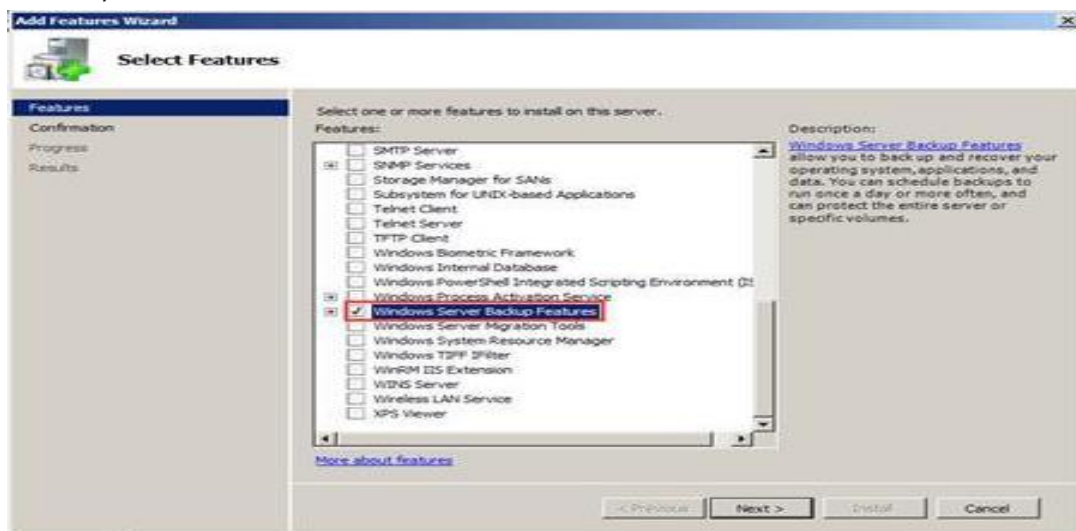 Add Features Wizard
Select Features
Features
Confirmation
Progress
Results
Select one or more features to install on this server.
Features:
SMTP Server
SNMP Services
Storage Manager for SANs
Subsystem for UNIX-based Applications
Telnet Client
Telnet Server
TFTP Client
Windows Biometric Framework
Windows Internal Database
Windows PowerShell Integrated Scripting Environment (IS
Windows Process Activation Service
Windows Server Backup Features
Windows Server Migration Tools
Windows System Resource Manager
Windows TIFF IFilter
WinRM IIS Extension
WINS Server
Wireless LAN Service
XPS Viewer
More about features
Description:
Windows Server Backup Features
allow you to back up and recover your
operating system, applications, and
data. You can schedule backups to
run once a day or more often, and
can protect the entire server or
specific volumes.
< Previous
Next >
Install
Cancel